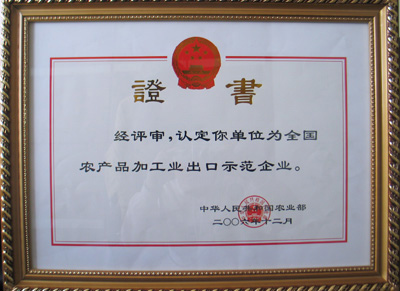 證書
经评审，认定你单位为全国
农产品加工业出口示范企业。
中华人民共和国农业部
二〇〇六年十二月